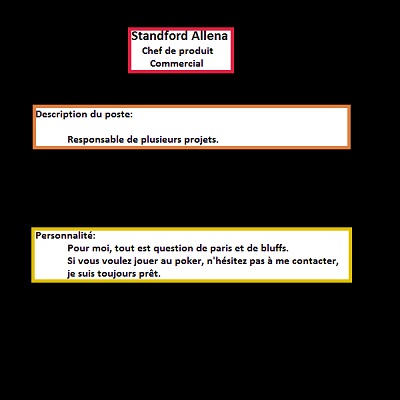 Standford Allena
Chef de produit
Commercial
Description du poste:
Responsable de plusieurs projets.
Personnalité:
Pour moi, tout est question de paris et de bluffs.
Si vous voulez jouer au poker, n'hésitez pas à me contacter,
je suis toujours prêt.